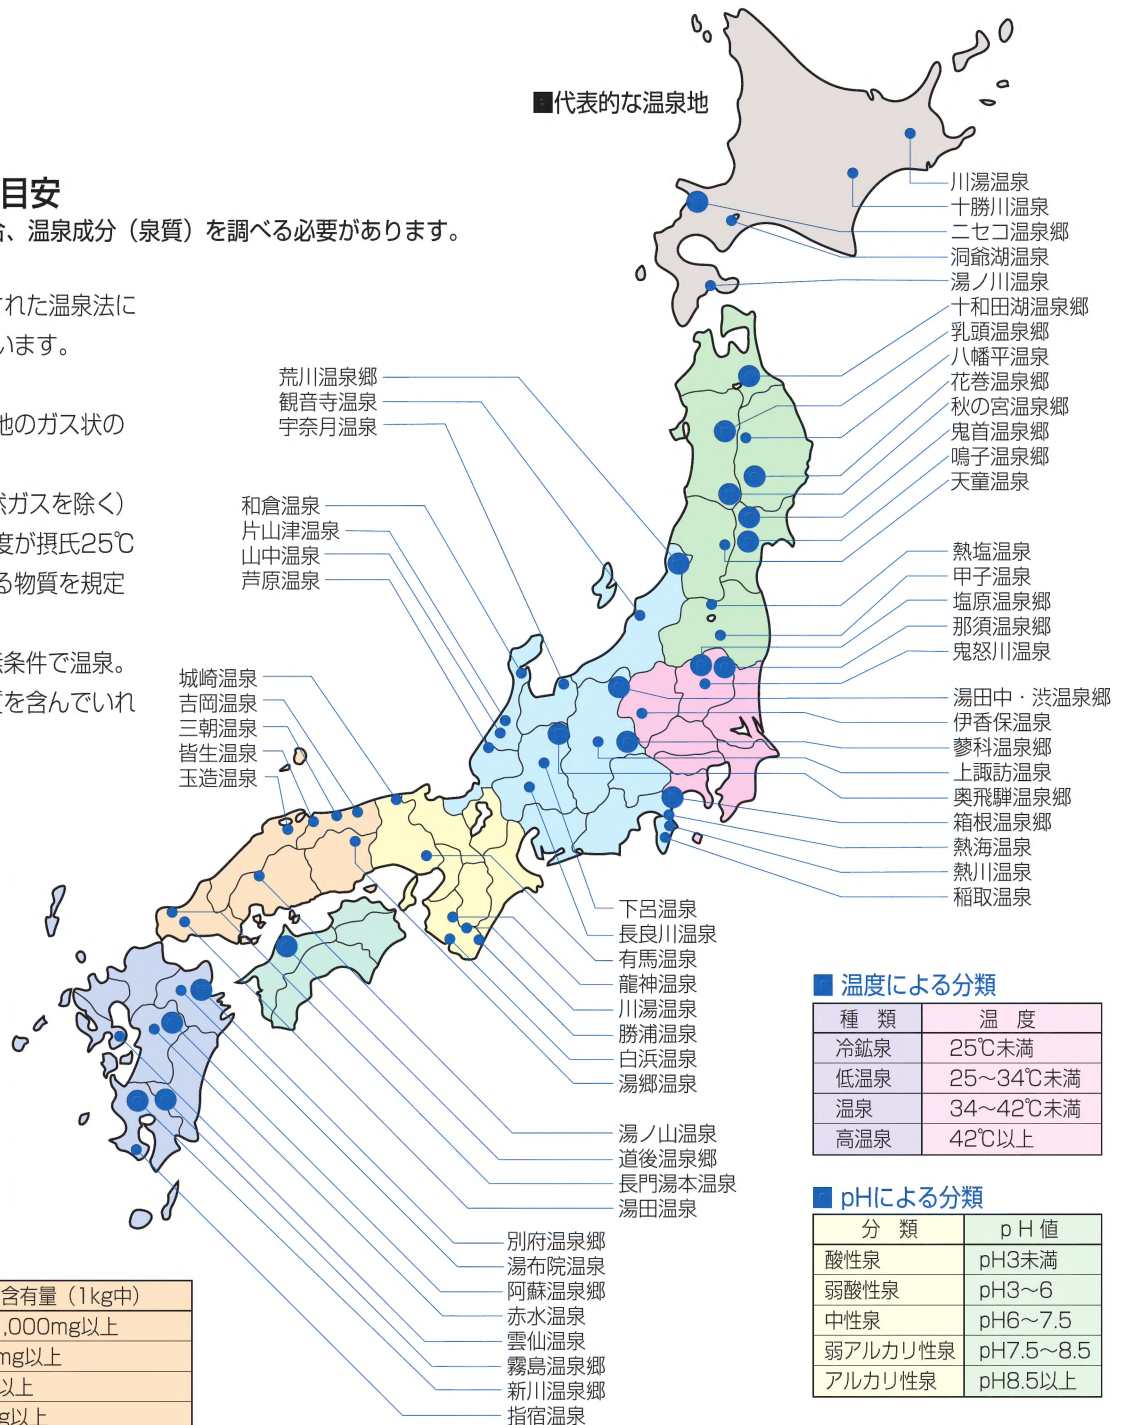 ■代表的な温泉地
目安
合、温泉成分（泉質）を調べる必要があります。
された温泉法に
います。
他のガス状の
然ガスを除く）
度が摂氏25℃
る物質を規定
無条件で温泉。
度を含んでいれ
川湯温泉
十勝川温泉
ニセコ温泉郷
洞爺湖温泉
湯ノ川温泉
十和田湖温泉郷
乳頭温泉郷
八幡平温泉
花巻温泉郷
秋の宮温泉郷
鬼首温泉郷
鳴子温泉郷
天童温泉
熱塩温泉
甲子温泉
塩原温泉郷
那須温泉郷
鬼怒川温泉
湯田中・渋温泉郷
伊香保温泉
蓼科温泉郷
上諏訪温泉
奥飛騨温泉郷
箱根温泉郷
熱海温泉
熱川温泉
稲取温泉
荒川温泉郷
観音寺温泉
宇奈月温泉
和倉温泉
片山津温泉
山中温泉
芦原温泉
城崎温泉
吉岡温泉
三朝温泉
皆生温泉
玉造温泉
下呂温泉
長良川温泉
有馬温泉
龍神温泉
川湯温泉
勝浦温泉
白浜温泉
湯郷温泉
湯ノ山温泉
道後温泉郷
長門湯本温泉
湯田温泉
別府温泉郷
湯布院温泉
阿蘇温泉郷
赤水温泉
雲仙温泉
霧島温泉郷
新川温泉郷
指宿温泉
■ 温度による分類
種 類 温 度
冷鉱泉 25℃未満
低温泉 25～34℃未満
温泉 34～42℃未満
高温泉 42℃以上
■ pHによる分類
分 類 pH値
酸性泉 pH3未満
弱酸性泉 pH3～6
中性泉 pH6～7.5
弱アルカリ性泉 pH7.5～8.5
アルカリ性泉 pH8.5以上
含有量（1kg中）
,000mg以上
mg以上
以上
g以上